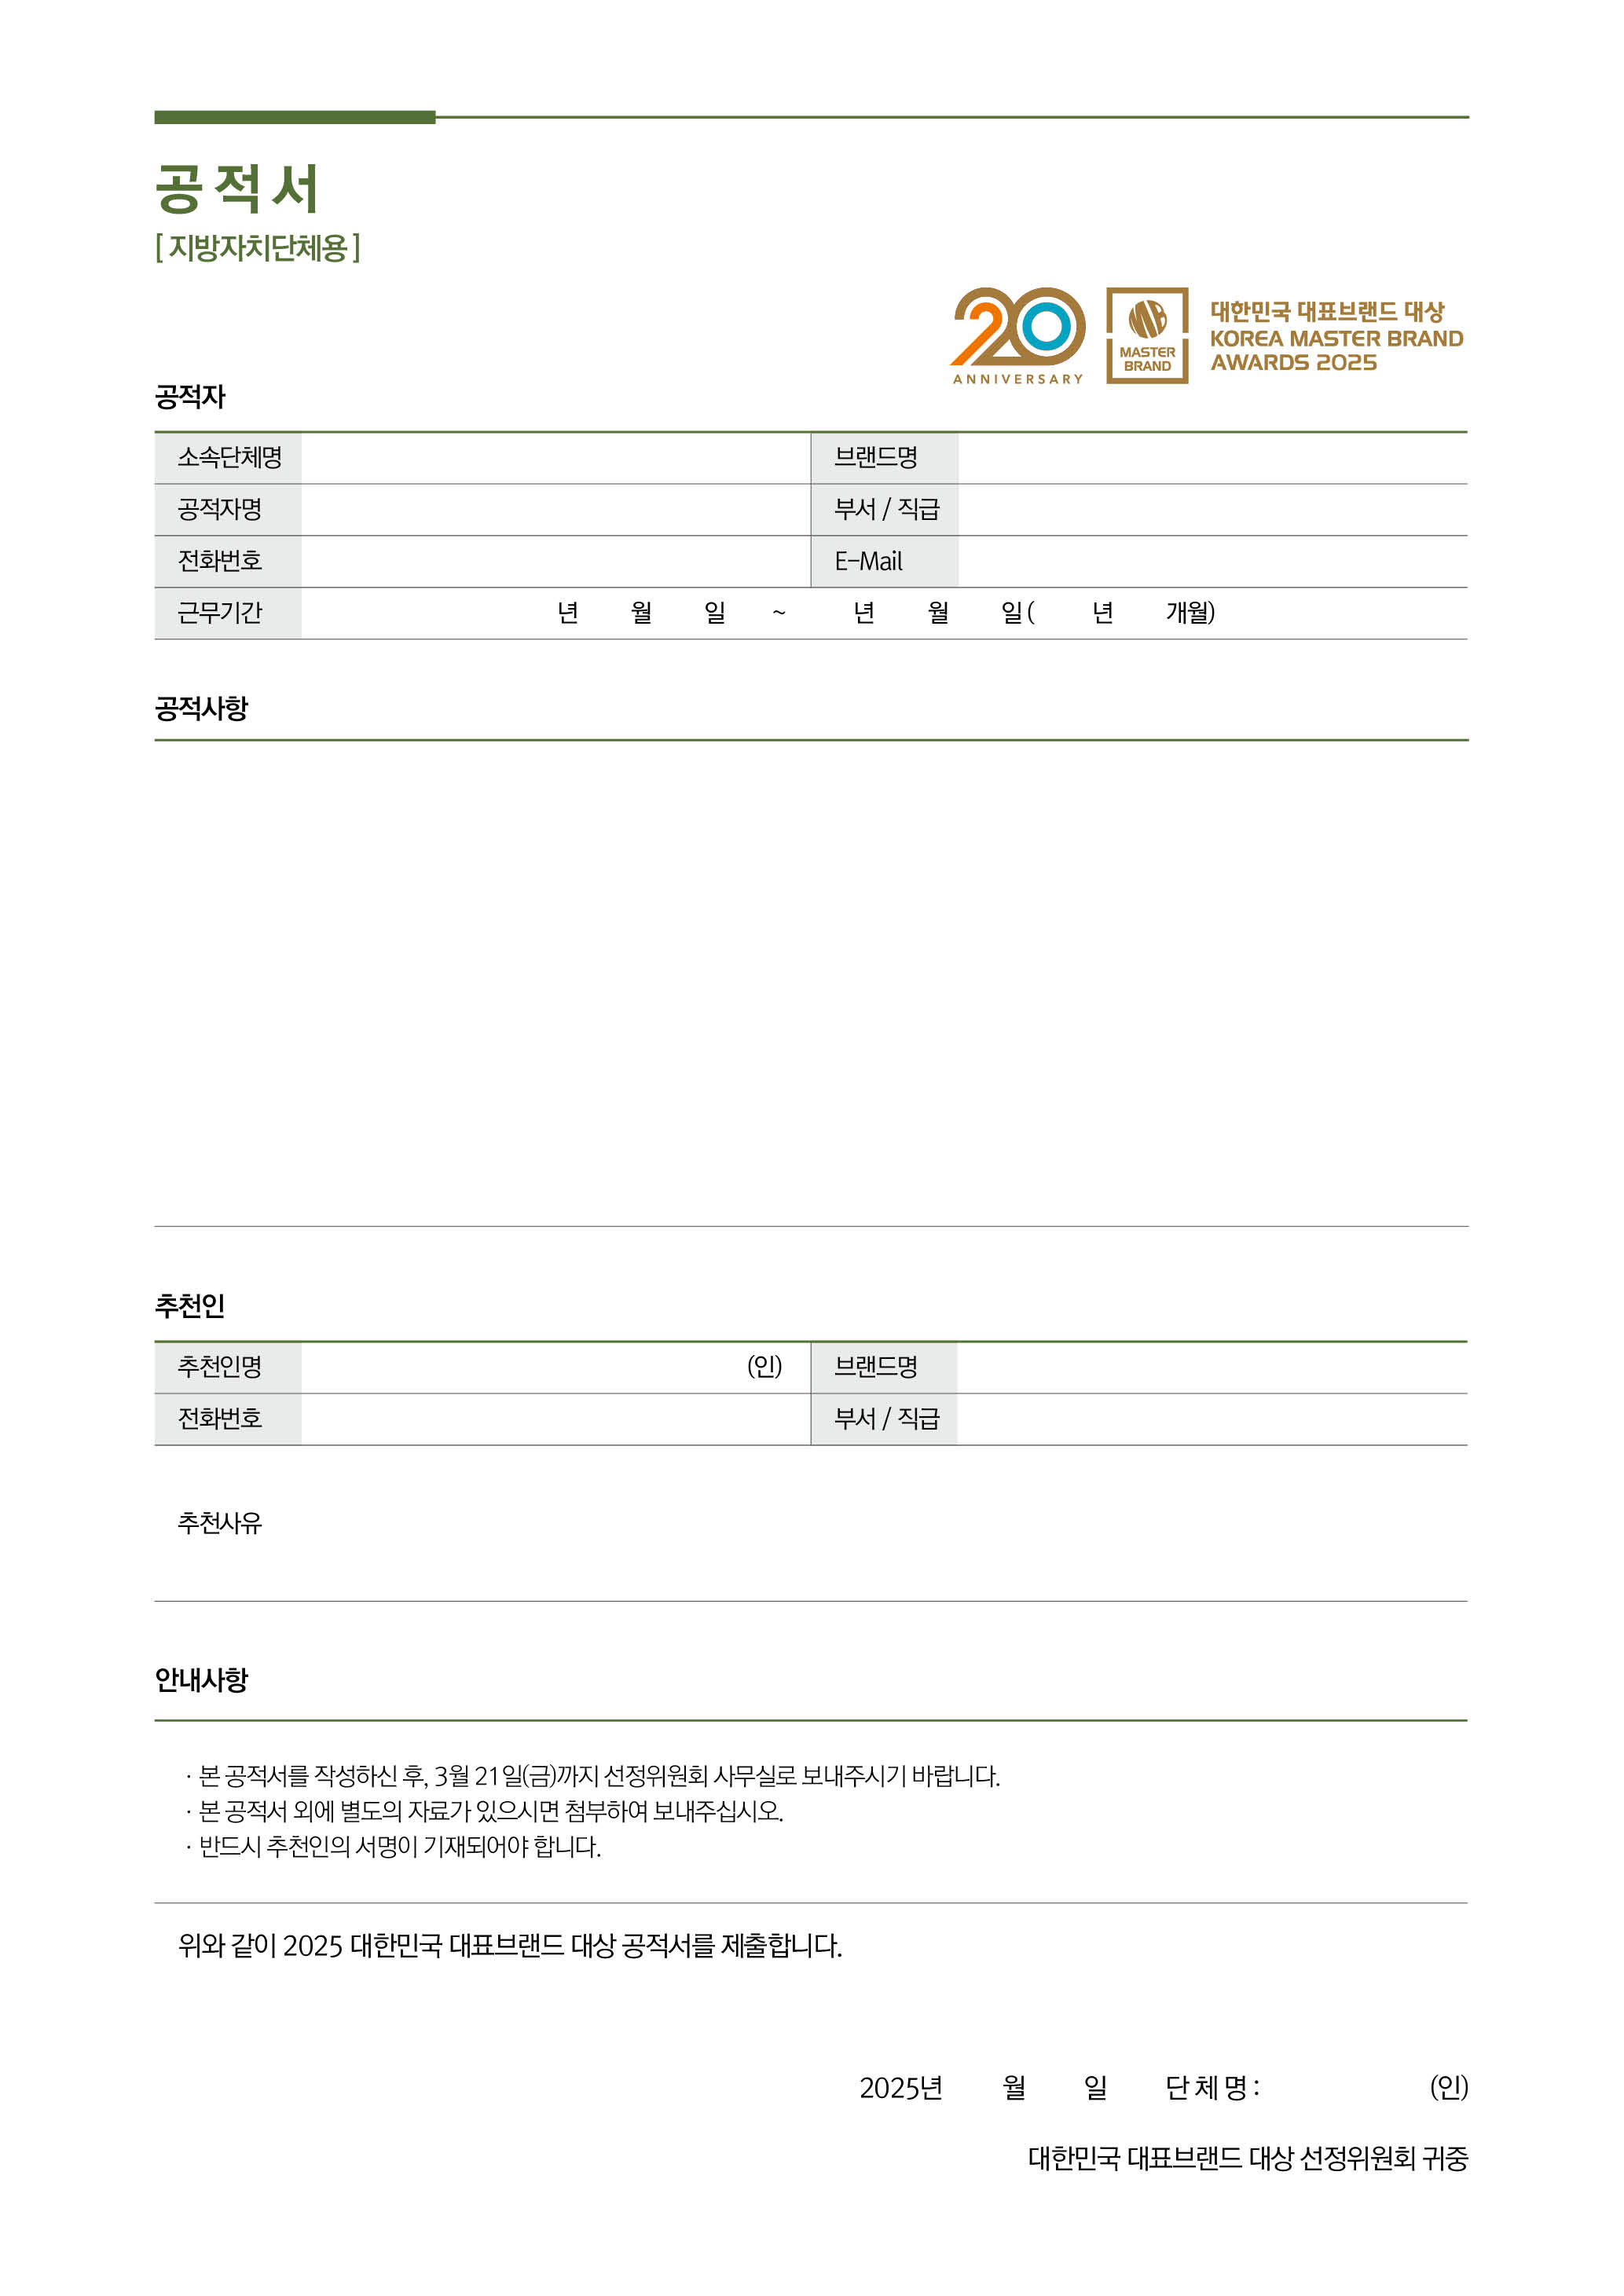 공적서
[ 지방자치단체용 ]
20
ANNIVERSARY
MASTER
BRAND
대한민국 대표브랜드 대상
KOREA MASTER BRAND
AWARDS 2025
공적자
소속단체명 브랜드명
공적자명 부서 / 직급
전화번호 E-Mail
근무기간 년 월 일 ~ 년 월 일 ( 년 개월)
공적사항
추천인
추천인명 (인) 브랜드명
전화번호 부서 / 직급
추천사유
안내사항
· 본 공적서를 작성하신 후, 3월 21일(금)까지 선정위원회 사무실로 보내주시기 바랍니다.
· 본 공적서 외에 별도의 자료가 있으시면 첨부하여 보내주십시오.
· 반드시 추천인의 서명이 기재되어야 합니다.
위와 같이 2025 대한민국 대표브랜드 대상 공적서를 제출합니다.
2025년 월 일 단 체 명 : (인)
대한민국 대표브랜드 대상 선정위원회 귀중